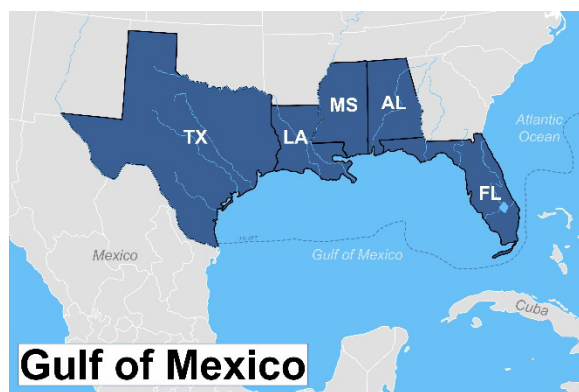 MS
AL
TX
LA
Atlantic
Ocean
FL
Mexico
Gulf of Mexico
Cuba
Gulf of Mexico